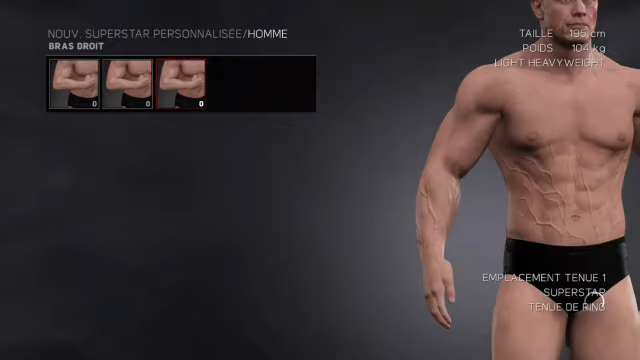 NOUV. SUPERSTAR PERSONNALISÉE/HOMME
BRAS DROIT
0
0
0
TAILLE 195 cm
POIDS 104 kg
LIGHT HEAVYWEIGHT
EMPLACEMENT TENUE 1
SUPERSTAR
TENUE DE RING